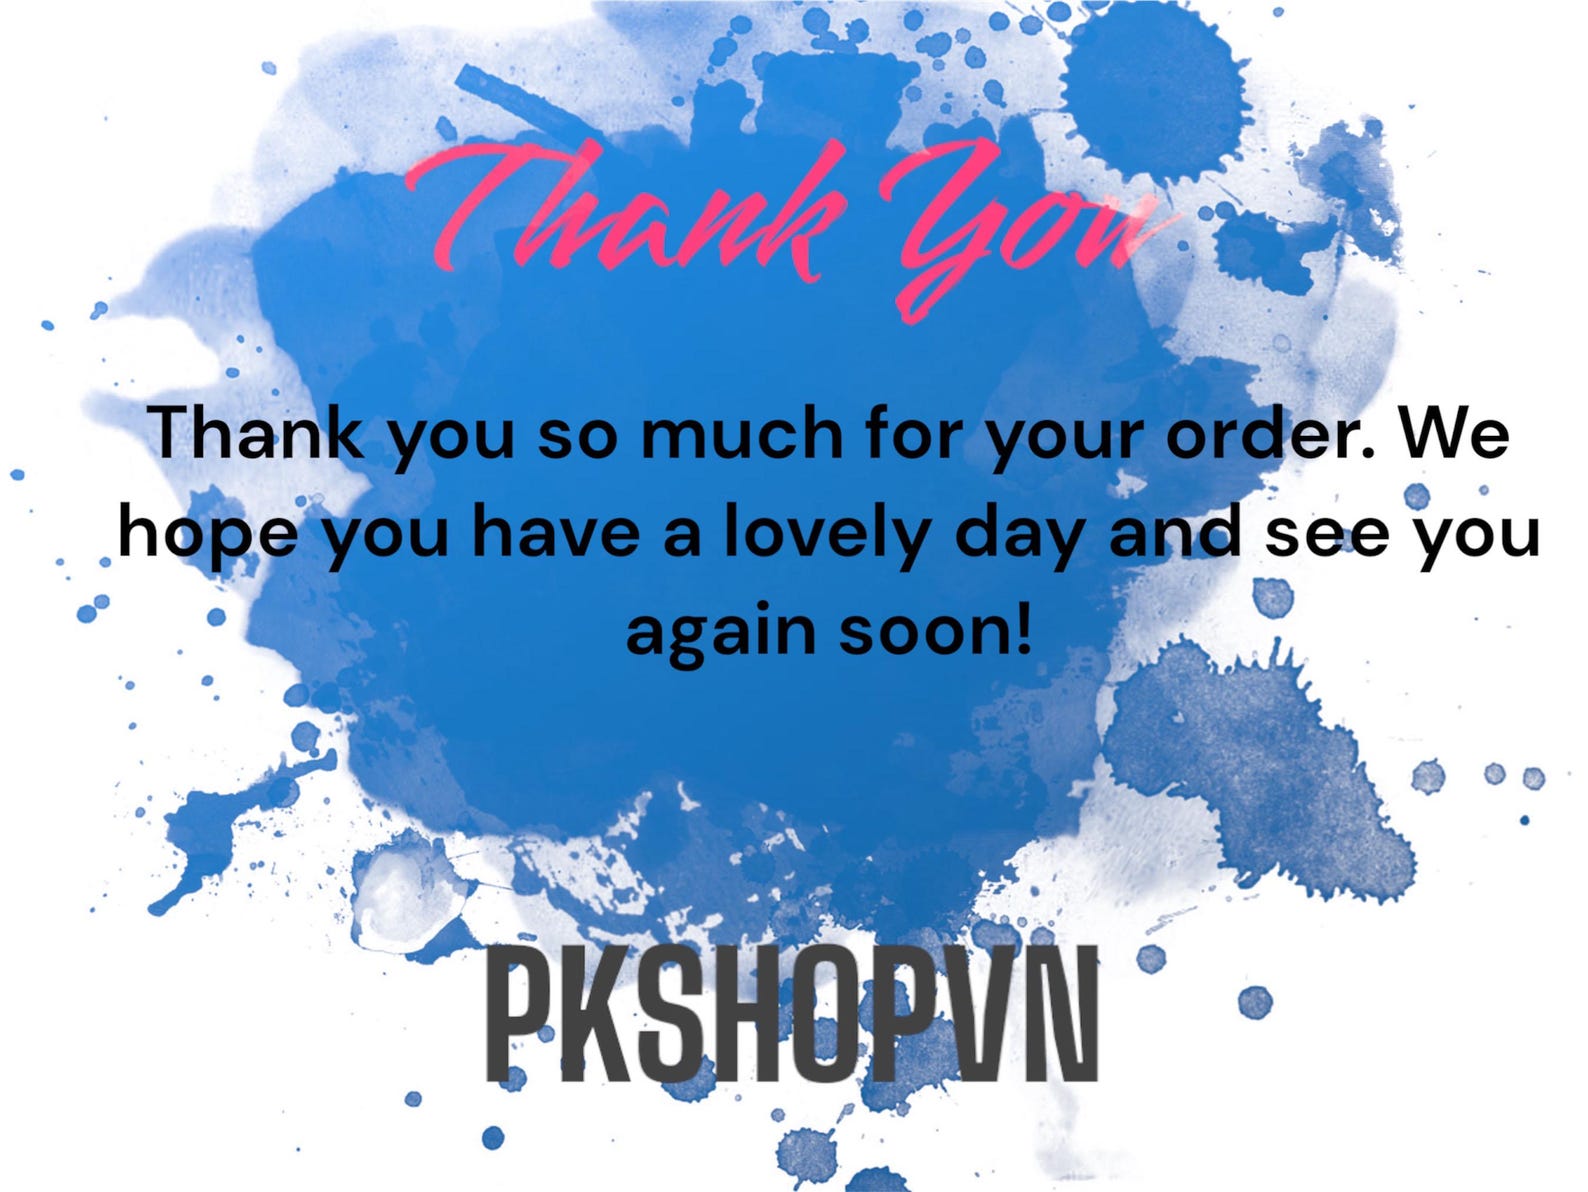 Thank You
Thank you so much for your order. We
hope you have a lovely day and see you
again soon!
PKSHOPVN